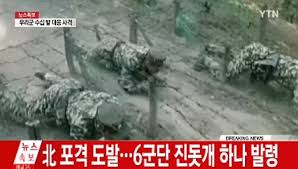 뉴스속보
우리군 수십 발 대응 사격
YTN
BREAKING NEWS
뉴스
속보
北 포격 도발…6군단 진돗개 하나 발령